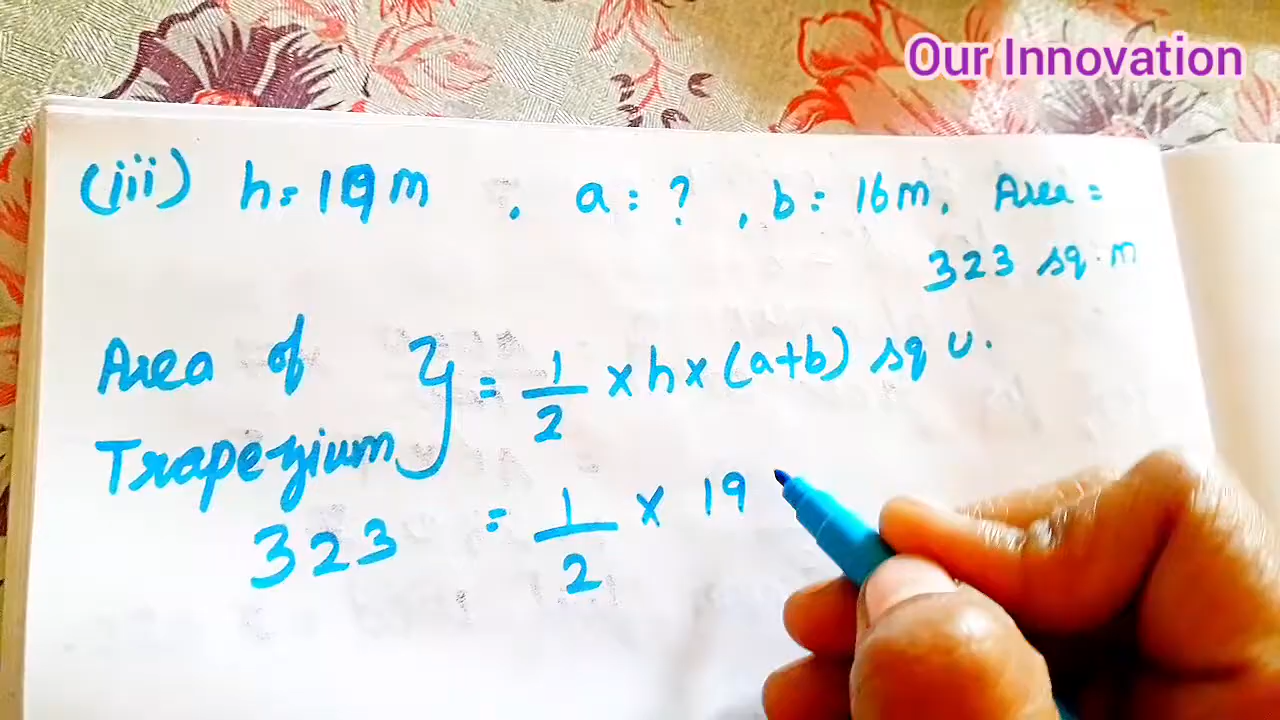 Our Innovation
(iii) h = 19 m , a = ? , b = 16 m, Area =
323 sq. m
Area of
Trapezium } = 1/2 × h × (a+b) sq u.
323 = 1/2 × 19